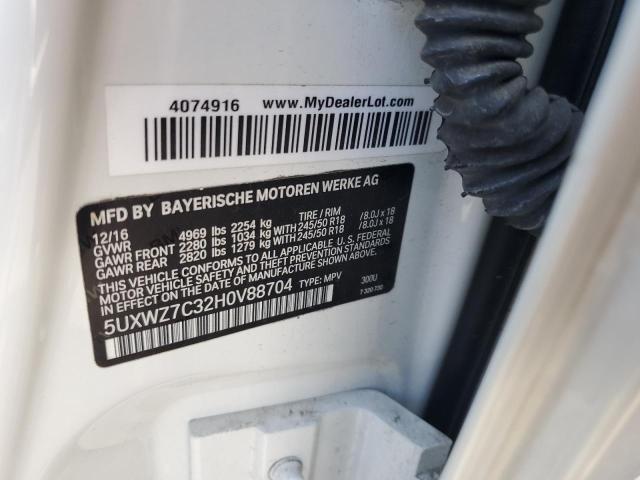 4074916 www.MyDealerLot.com
MFD BY BAYERISCHE MOTOREN WERKE AG
12/16
GVWR 4969 lbs 2254 kg TIRE / RIM
GAWR FRONT 2280 lbs 1034 kg WITH 245/50 R18 /8.0J x 18
GAWR REAR 2820 lbs 1279 kg WITH 245/50 R18 /8.0J x 18
THIS VEHICLE CONFORMS TO ALL APPLICABLE U.S. FEDERAL
MOTOR VEHICLE SAFETY, BUMPER, AND THEFT PREVENTION STANDARDS
IN EFFECT ON THE DATE OF MANUFACTURE SHOWN ABOVE.
5UXWZ7C32H0V88704 TYPE: MPV 300U